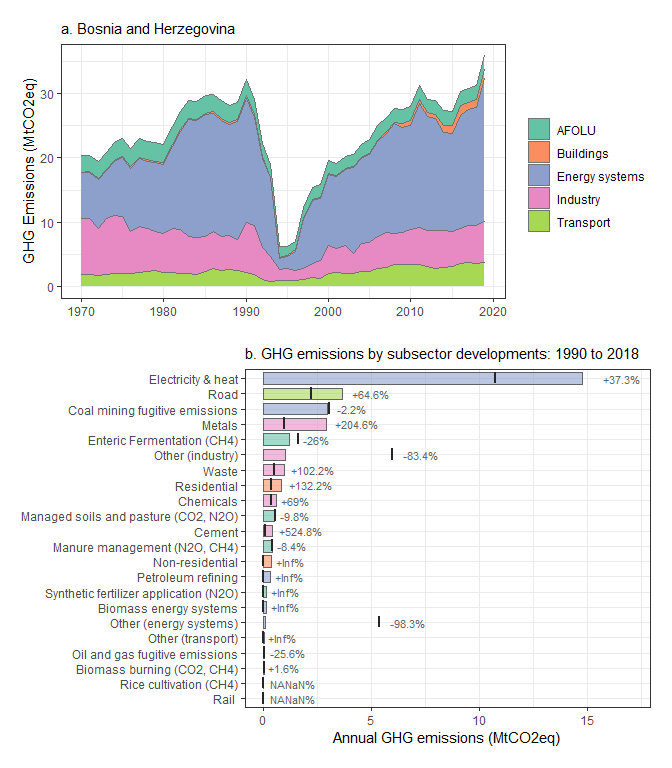 a. Bosnia and Herzegovina
GHG Emissions (MtCO2eq)
30
20
10
0
1970
1980
1990
2000
2010
2020
AFOLU
Buildings
Energy systems
Industry
Transport
b. GHG emissions by subsector developments: 1990 to 2018
Electricity & heat
+37.3%
Road
+64.6%
Coal mining fugitive emissions
-2.2%
Metals
+204.6%
Enteric Fermentation (CH4)
-26%
Other (industry)
-83.4%
Waste
+102.2%
Residential
+132.2%
Chemicals
+69%
Managed soils and pasture (CO2, N2O)
-9.8%
Cement
+524.8%
Manure management (N2O, CH4)
-8.4%
Non-residential
+Inf%
Petroleum refining
+Inf%
Synthetic fertilizer application (N2O)
+Inf%
Biomass energy systems
+Inf%
Other (energy systems)
-98.3%
Other (transport)
+Inf%
Oil and gas fugitive emissions
-25.6%
Biomass burning (CO2, CH4)
+1.6%
Rice cultivation (CH4)
NANaN%
Rail
NANaN%
0
5
10
15
Annual GHG emissions (MtCO2eq)